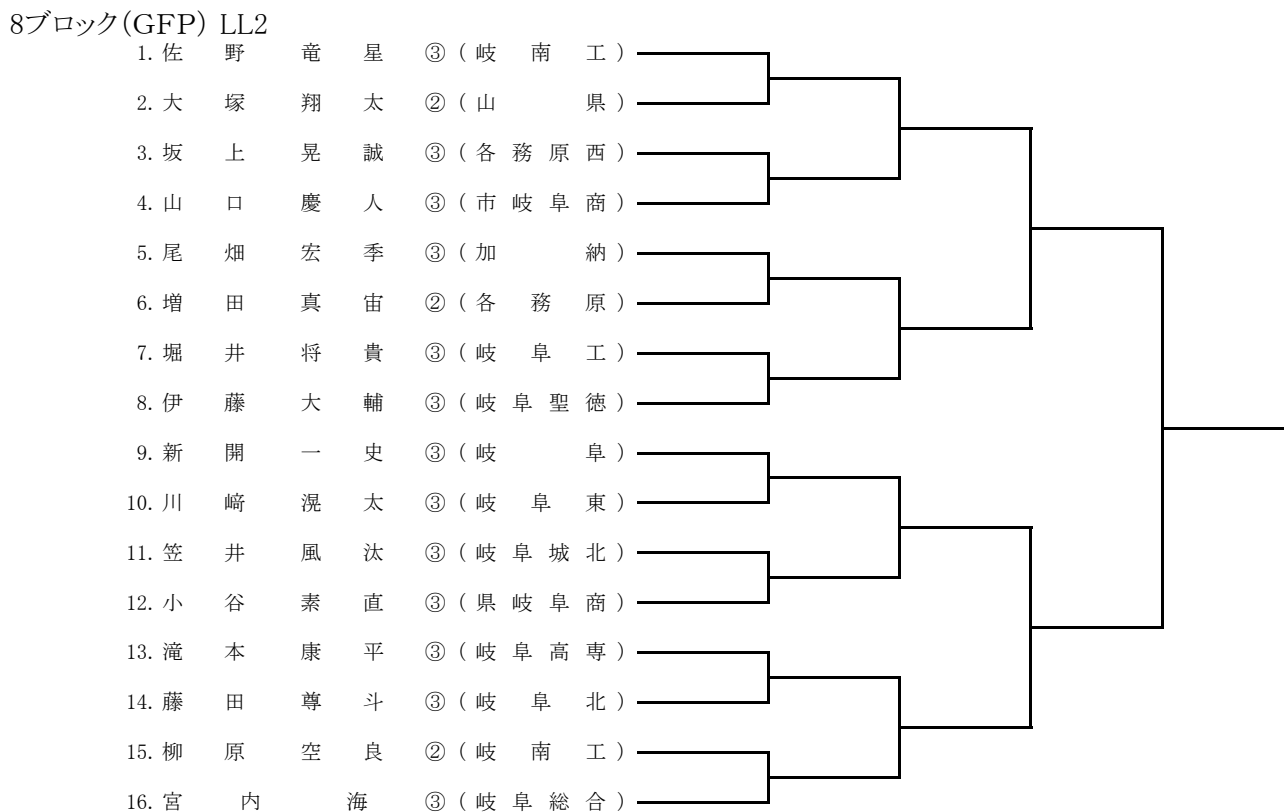 8ブロック(GFP) LL2
1. 佐野竜星 ③ (岐南工)
2. 大塚翔太 ② (山県)
3. 坂上晃誠 ③ (各務原西)
4. 山口慶人 ③ (市岐阜商)
5. 尾畑宏季 ③ (加納)
6. 増田真宙 ② (各務原)
7. 堀井将貴 ③ (岐阜工)
8. 伊藤大輔 ③ (岐阜聖徳)
9. 新開一史 ③ (岐阜)
10. 川﨑滉太 ③ (岐阜東)
11. 笠井風汰 ③ (岐阜城北)
12. 小谷素直 ③ (県岐阜商)
13. 滝本康平 ③ (岐阜高専)
14. 藤田尊斗 ③ (岐阜北)
15. 柳原空良 ② (岐南工)
16. 宮内海 ③ (岐阜総合)